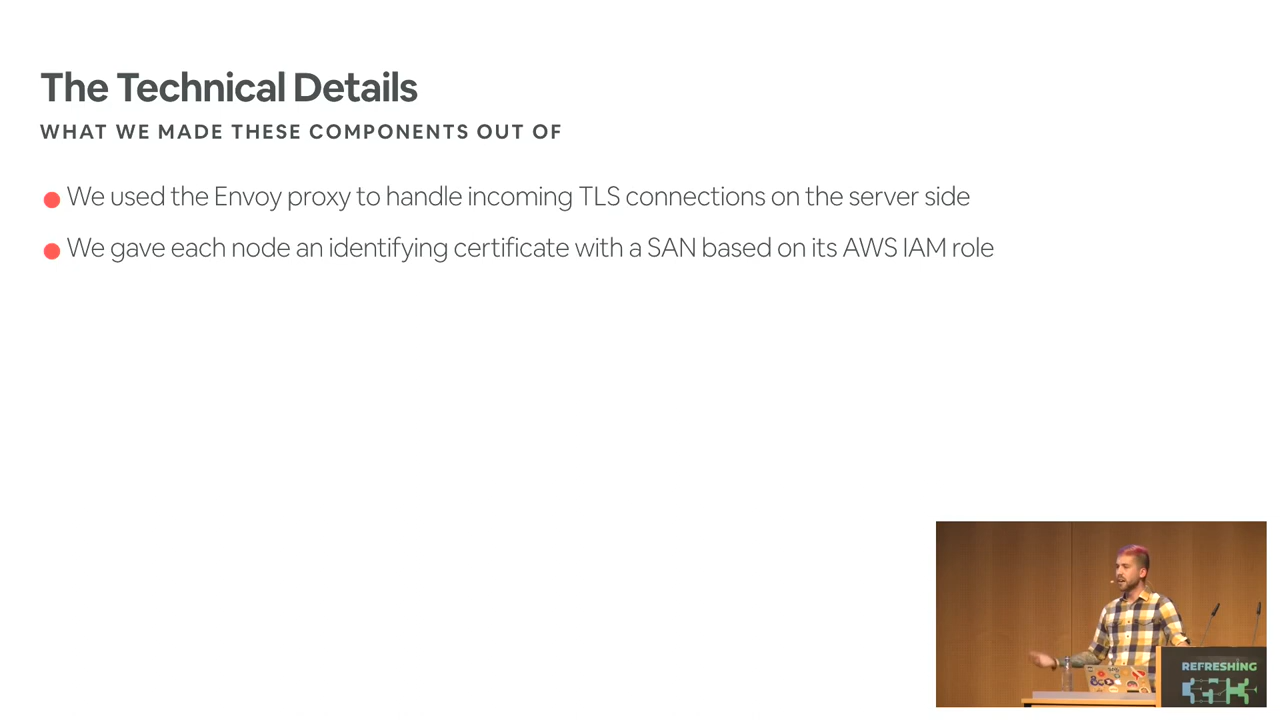 The Technical Details
WHAT WE MADE THESE COMPONENTS OUT OF
We used the Envoy proxy to handle incoming TLS connections on the server side
We gave each node an identifying certificate with a SAN based on its AWS IAM role
REFRESHING